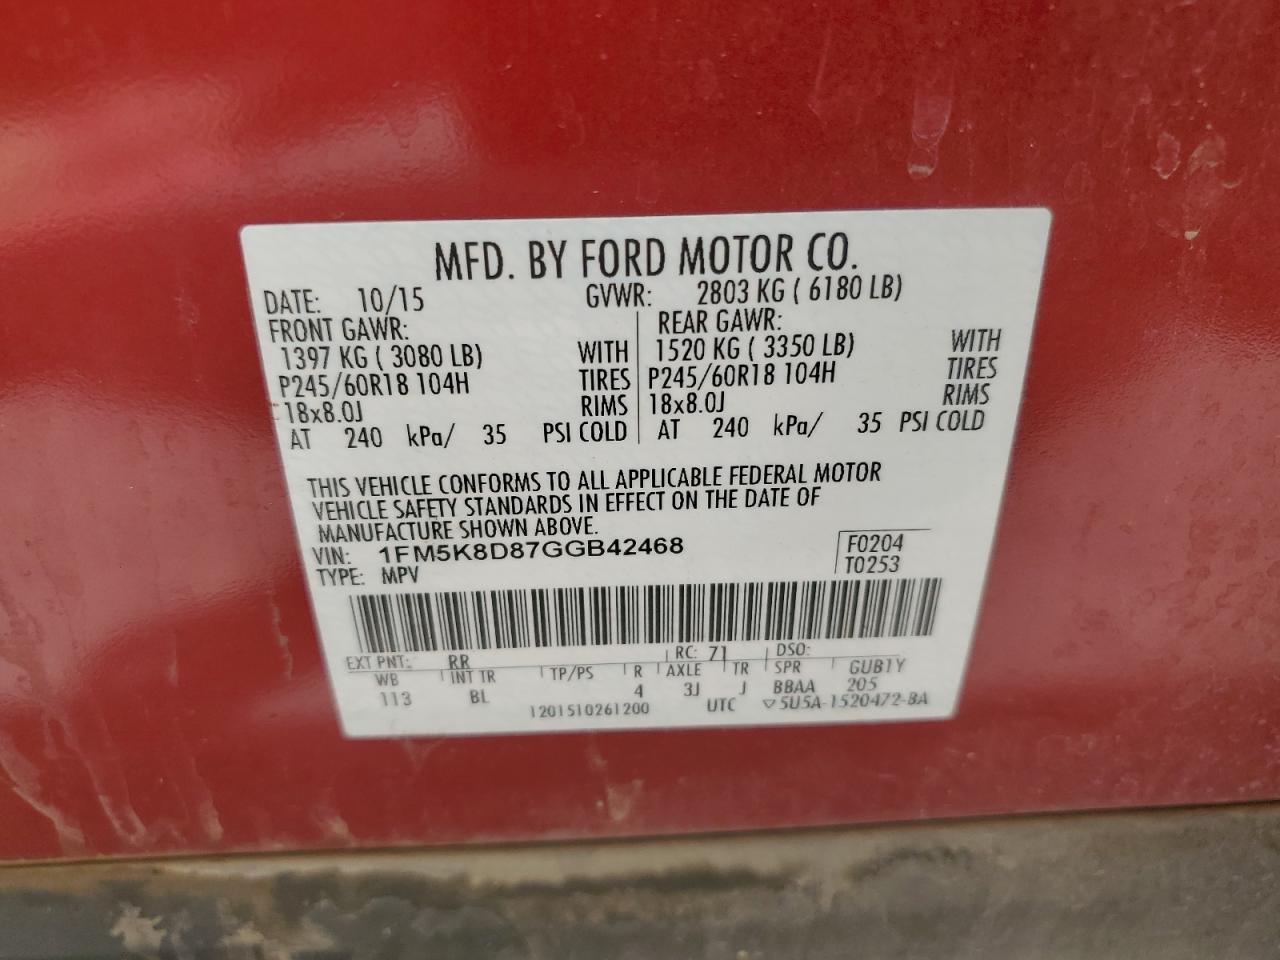 MFD. BY FORD MOTOR CO.
DATE: 10/15 GVWR: 2803 KG ( 6180 LB)
FRONT GAWR: REAR GAWR:
1397 KG ( 3080 LB) WITH 1520 KG ( 3350 LB) WITH
P245/60R18 104H TIRES P245/60R18 104H TIRES
18x8.0J RIMS 18x8.0J RIMS
AT 240 kPa/ 35 PSI COLD AT 240 kPa/ 35 PSI COLD
THIS VEHICLE CONFORMS TO ALL APPLICABLE FEDERAL MOTOR
VEHICLE SAFETY STANDARDS IN EFFECT ON THE DATE OF
MANUFACTURE SHOWN ABOVE.
VIN: 1FM5K8D87GGB42468 F0204
TYPE: MPV T0253
EXT PNT: RR RC: 71 DSO:
WB INT TR TP/PS R AXLE TR SPR GUB1Y
113 BL 4 3J J BBAA 205
1201510261200 UTC ▽5U5A-1520472-BA